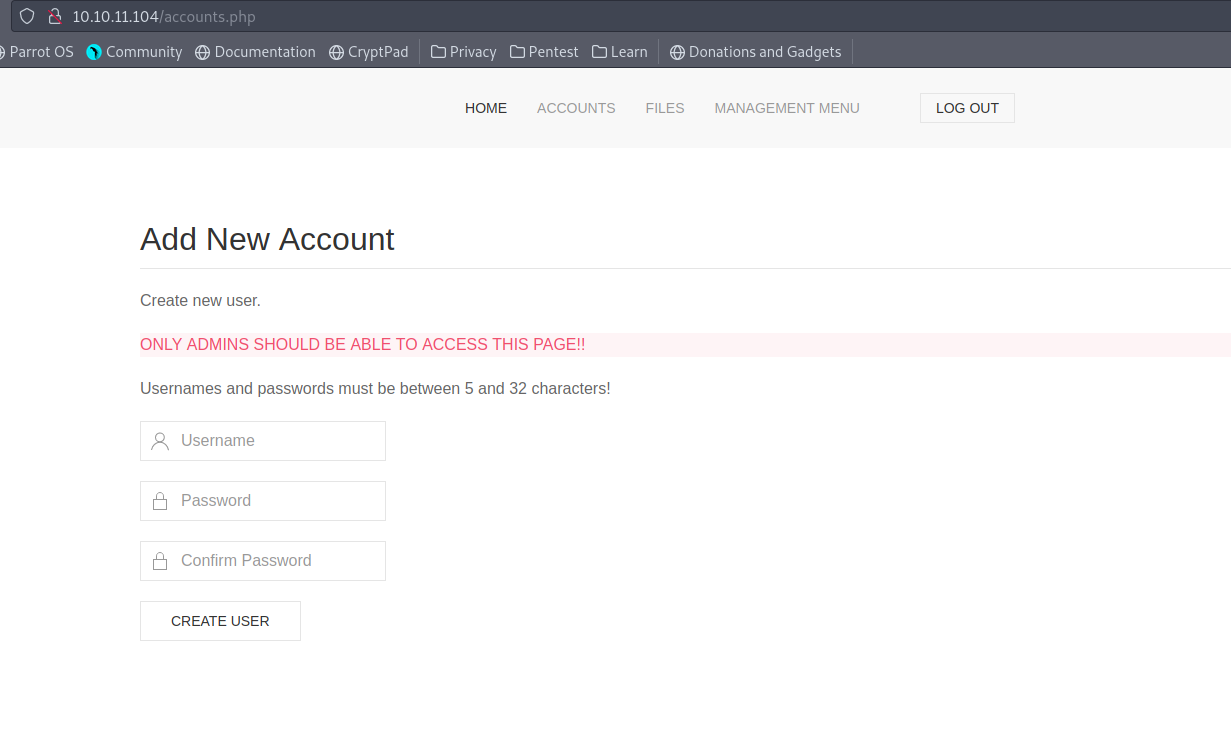 10.10.11.104/accounts.php
Parrot OS Community Documentation CryptPad Privacy Pentest Learn Donations and Gadgets
HOME ACCOUNTS FILES MANAGEMENT MENU LOG OUT
Add New Account
Create new user.
ONLY ADMINS SHOULD BE ABLE TO ACCESS THIS PAGE!!
Usernames and passwords must be between 5 and 32 characters!
Username
Password
Confirm Password
CREATE USER